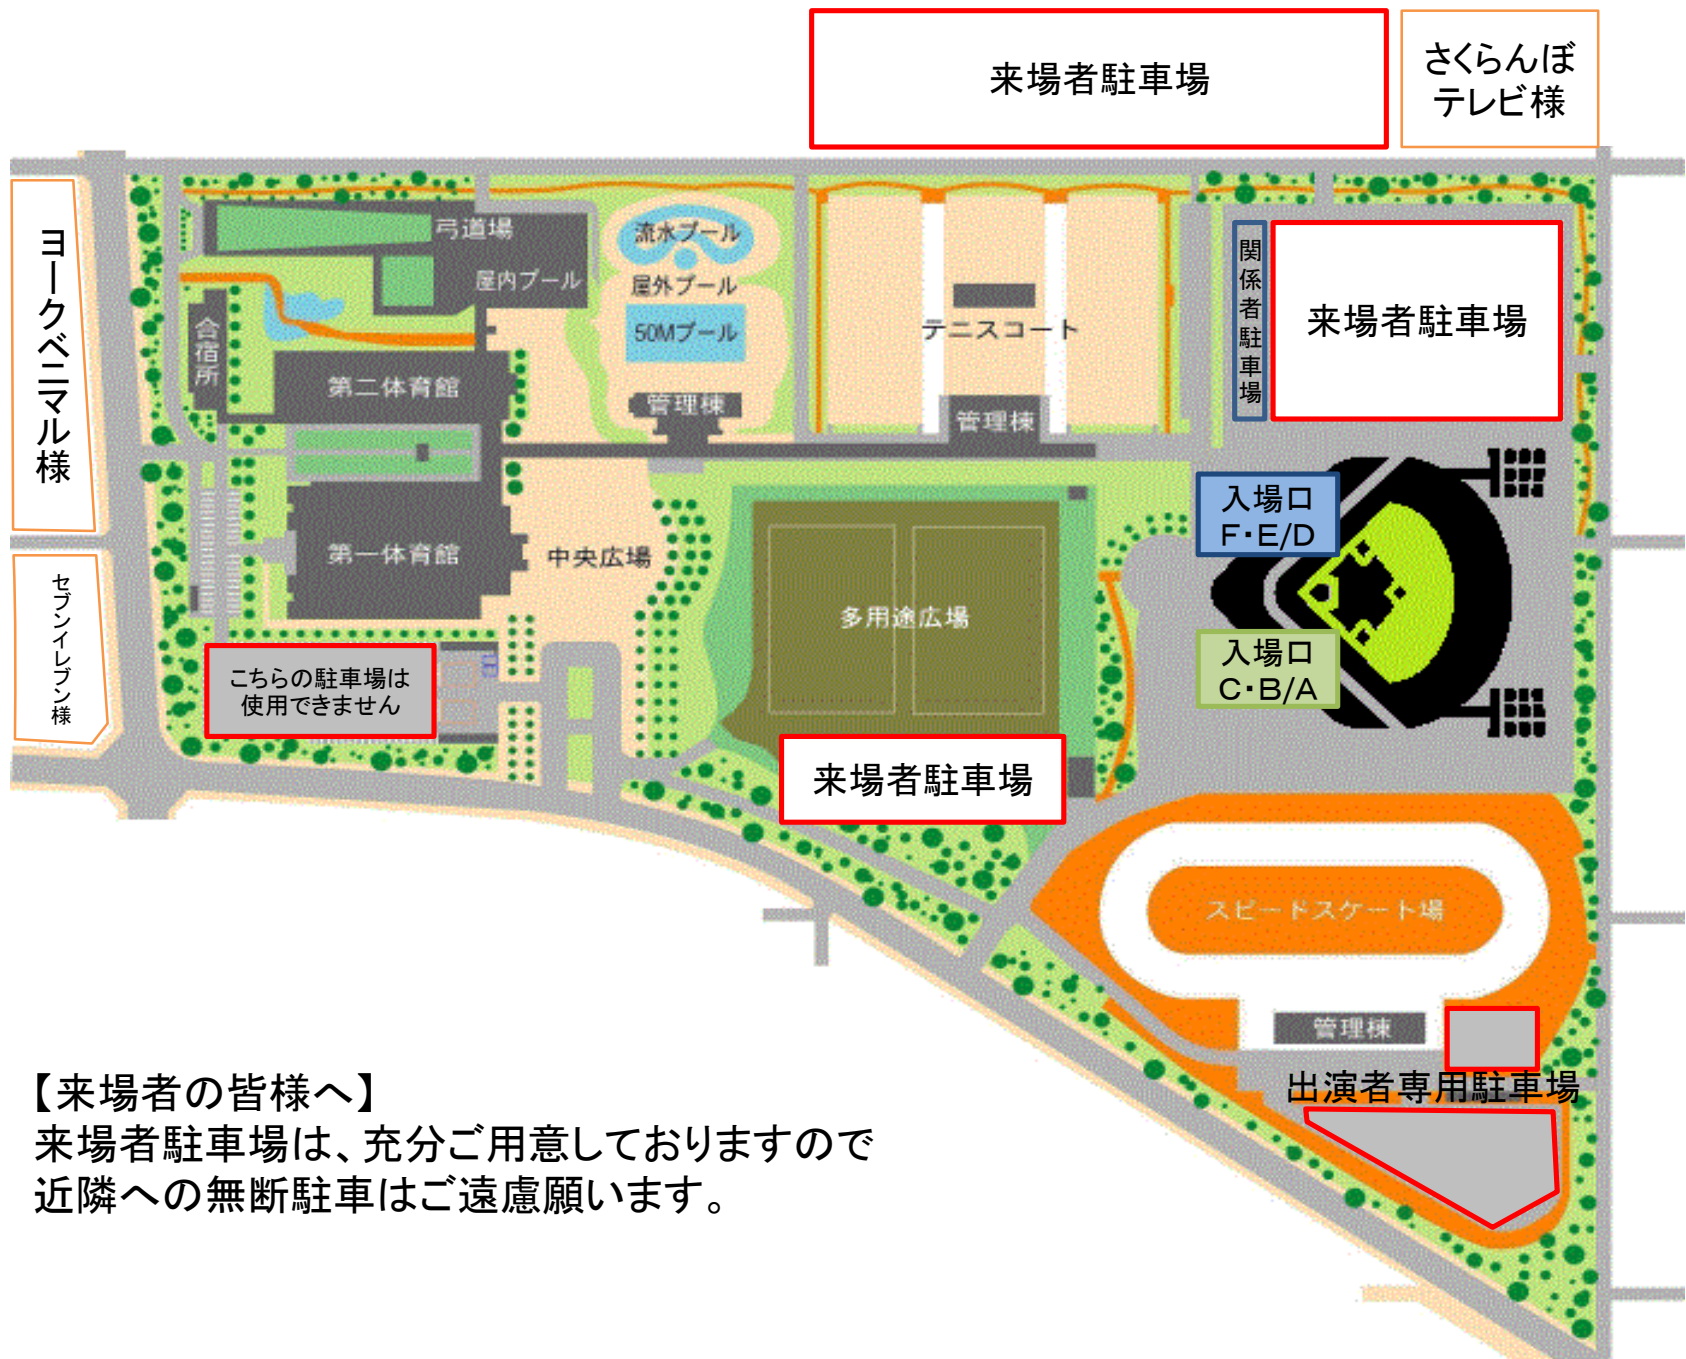 来場者駐車場
さくらんぼ
テレビ様
ヨークベニマル様
弓道場
流水プール
屋内プール
屋外プール
50Mプール
合宿所
第二体育館
管理棟
テニスコート
管理棟
関係者駐車場
来場者駐車場
入場口
F・E/D
第一体育館
中央広場
多用途広場
セブンイレブン様
入場口
C・B/A
こちらの駐車場は
使用できません
来場者駐車場
スピードスケート場
管理棟
出演者専用駐車場
【来場者の皆様へ】
来場者駐車場は、充分ご用意しておりますので
近隣への無断駐車はご遠慮願います。